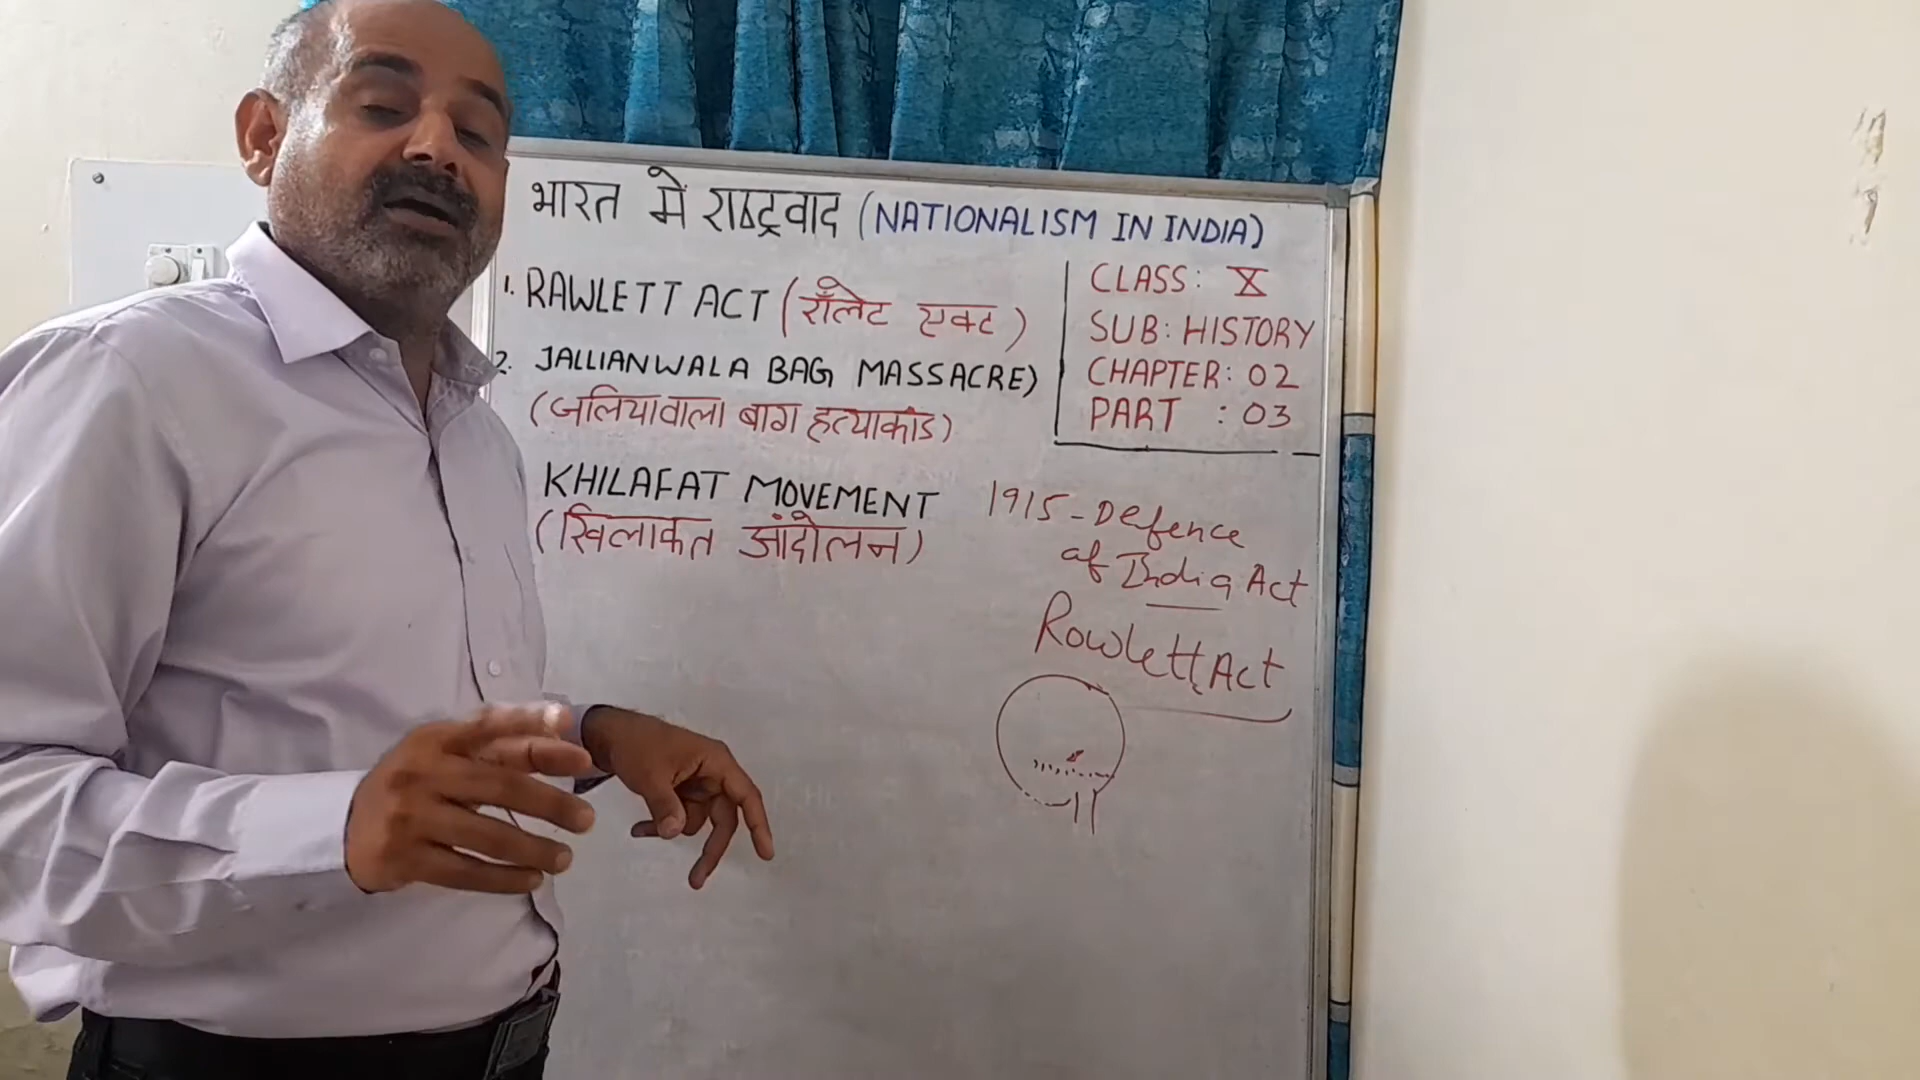 भारत में राष्ट्रवाद (NATIONALISM IN INDIA)
1. RAWLETT ACT (रॉलेट एक्ट)
2. JALLIANWALA BAG MASSACRE)
(जलियावाला बाग हत्याकांड)
KHILAFAT MOVEMENT
(खिलाफत आंदोलन)
CLASS: X
SUB: HISTORY
CHAPTER: 02
PART : 03
1915 - Defence
of India Act
Rowlett Act